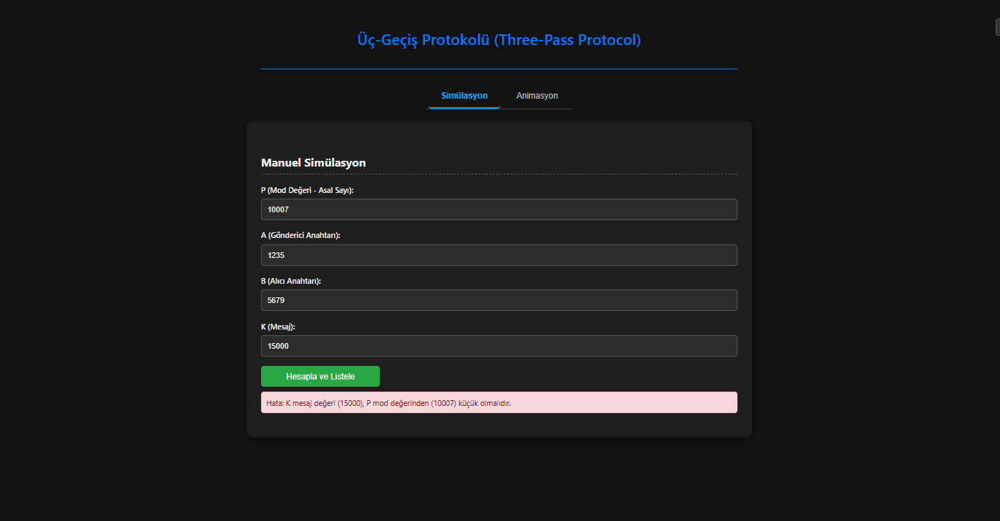 Üç-Geçiş Protokolü (Three-Pass Protocol)
Simülasyon
Animasyon
Manuel Simülasyon
P (Mod Değeri - Asal Sayı):
10007
A (Gönderici Anahtarı):
1235
B (Alıcı Anahtarı):
5679
K (Mesaj):
15000
Hesapla ve Listele
Hata: K mesaj değeri (15000), P mod değerinden (10007) küçük olmalıdır.